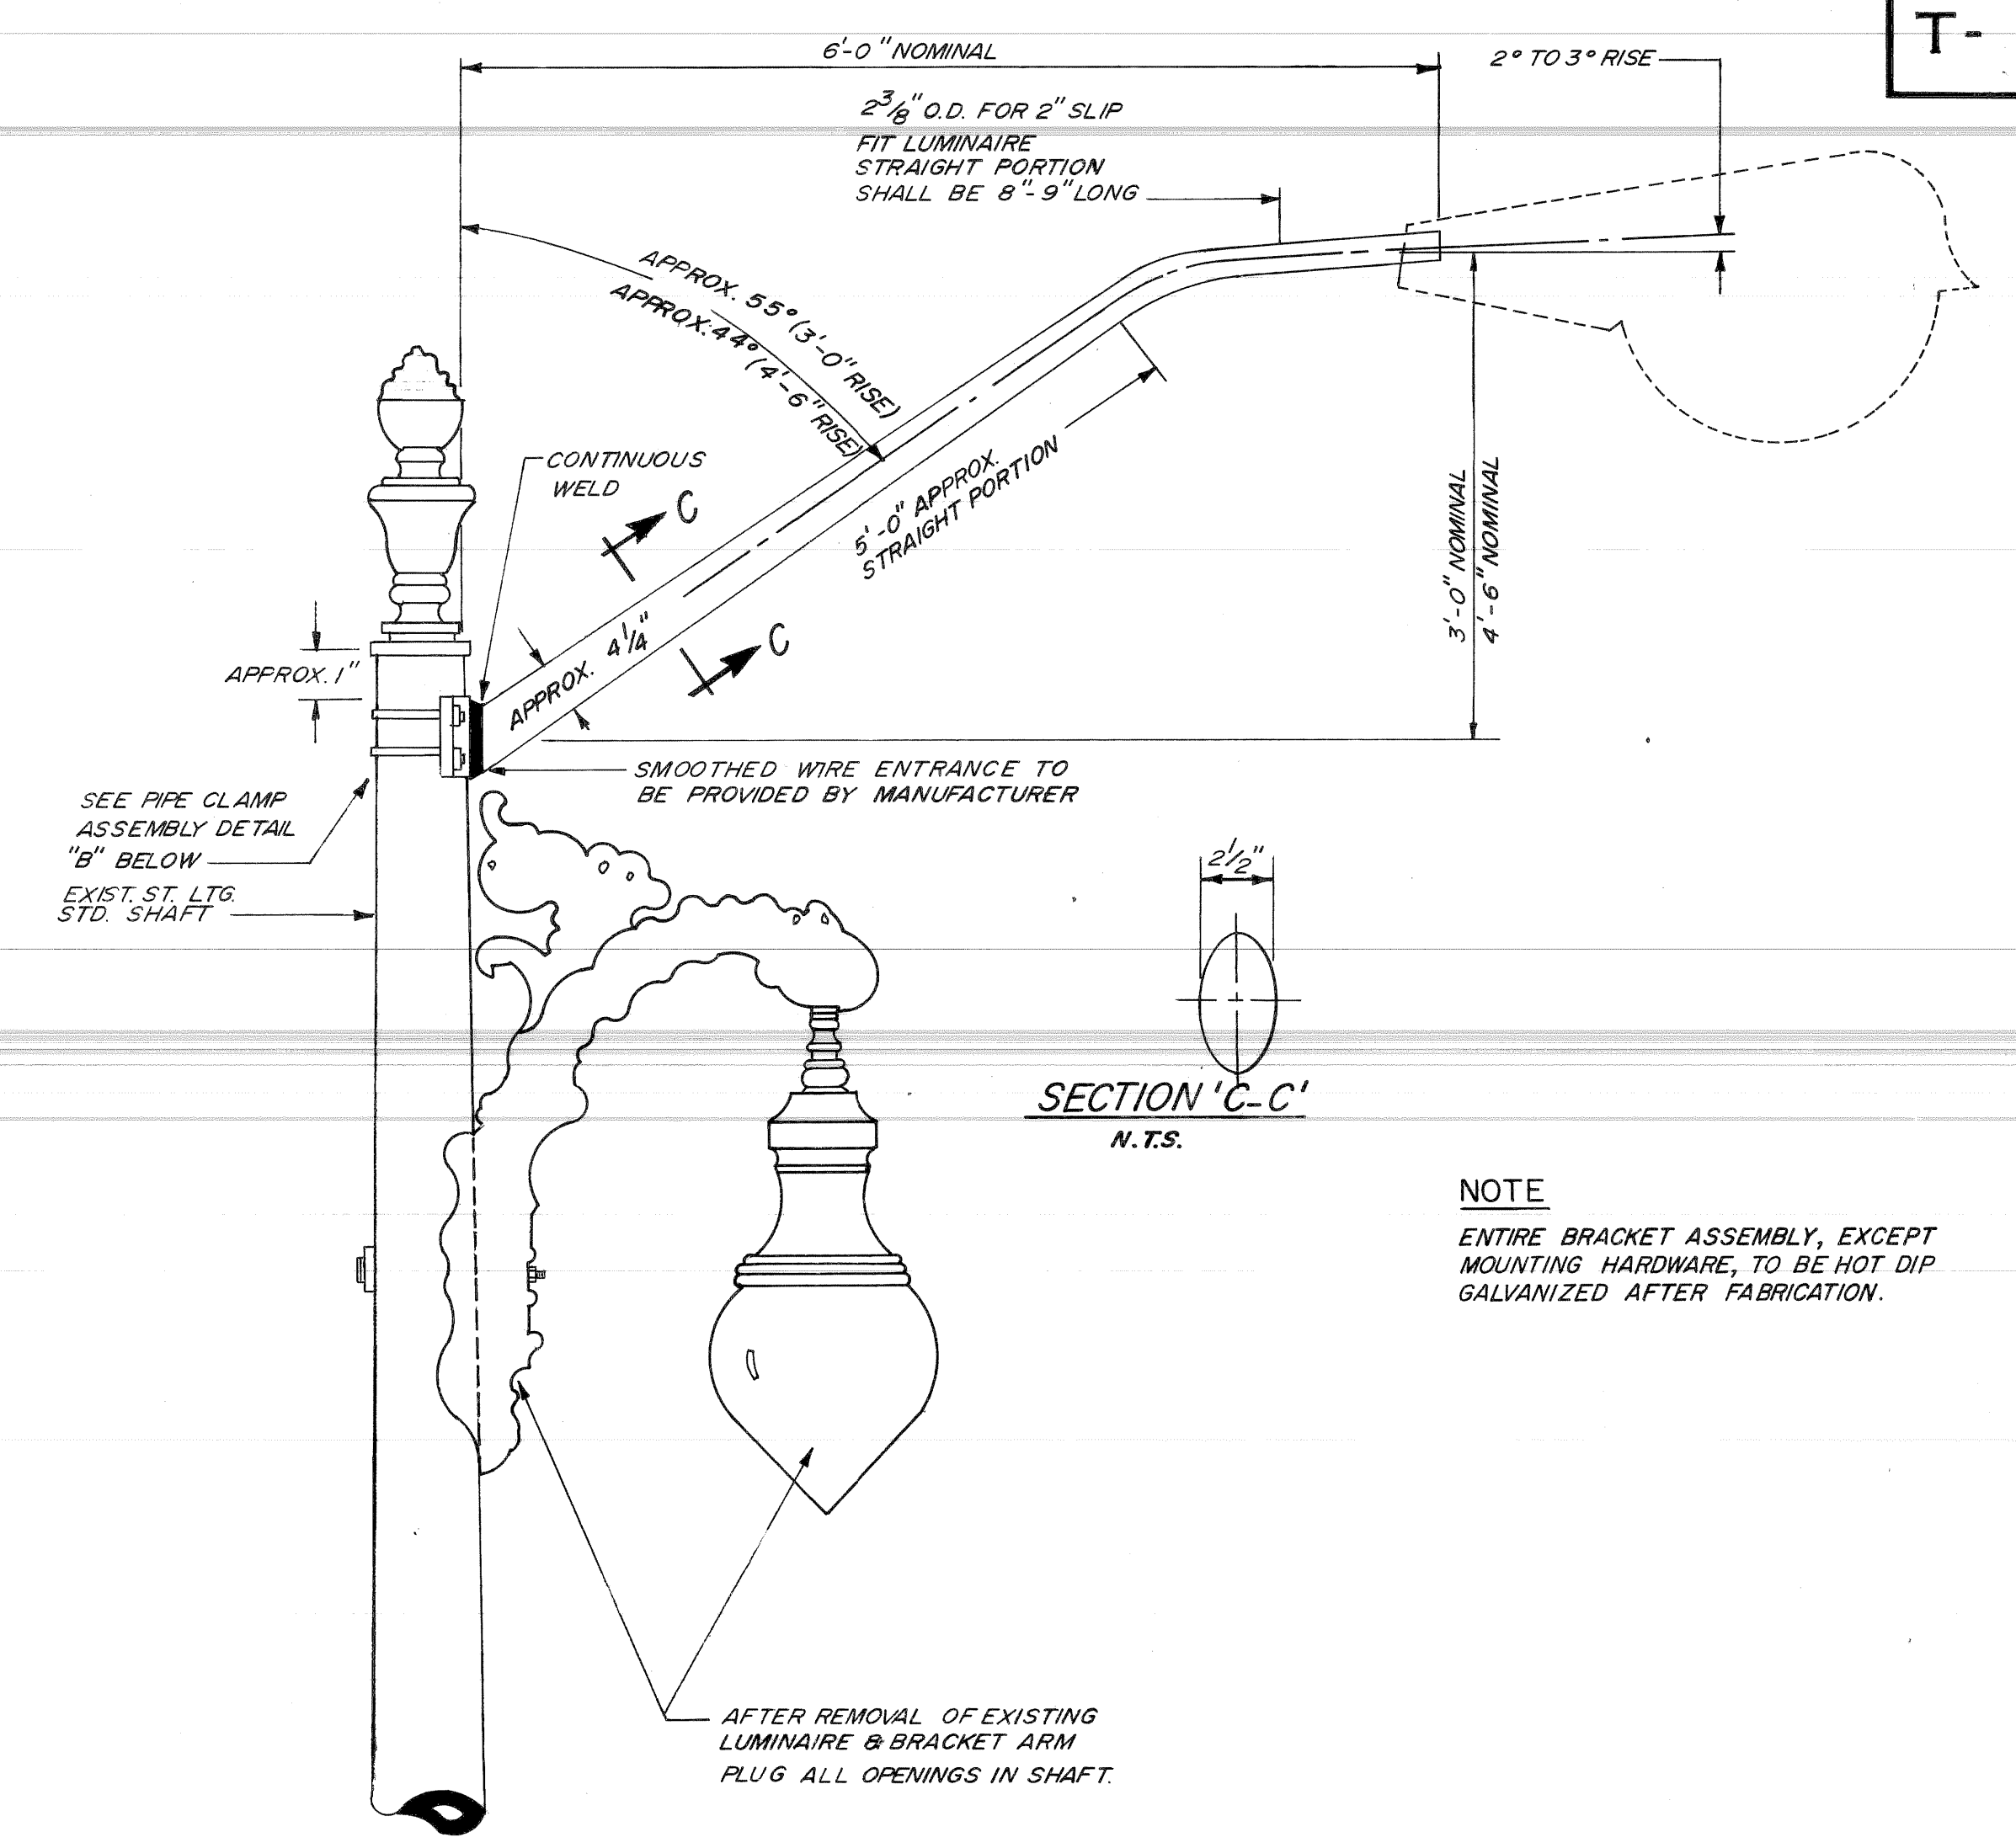 T-
6'-0" NOMINAL
2° TO 3° RISE
2 3/8" O.D. FOR 2" SLIP
FIT LUMINAIRE
STRAIGHT PORTION
SHALL BE 8"-9" LONG
APPROX. 55° (3'-0" RISE)
APPROX. 44° (4'-6" RISE)
CONTINUOUS
WELD
C
5'-0" APPROX.
STRAIGHT PORTION
3'-0" NOMINAL
4'-6" NOMINAL
C
APPROX. 4 1/4"
APPROX. 1"
SMOOTHED WIRE ENTRANCE TO
BE PROVIDED BY MANUFACTURER
SEE PIPE CLAMP
ASSEMBLY DETAIL
"B" BELOW
EXIST. ST. LTG.
STD. SHAFT
2 1/2"
SECTION 'C-C'
N.T.S.
NOTE
ENTIRE BRACKET ASSEMBLY, EXCEPT
MOUNTING HARDWARE, TO BE HOT DIP
GALVANIZED AFTER FABRICATION.
AFTER REMOVAL OF EXISTING
LUMINAIRE & BRACKET ARM
PLUG ALL OPENINGS IN SHAFT.